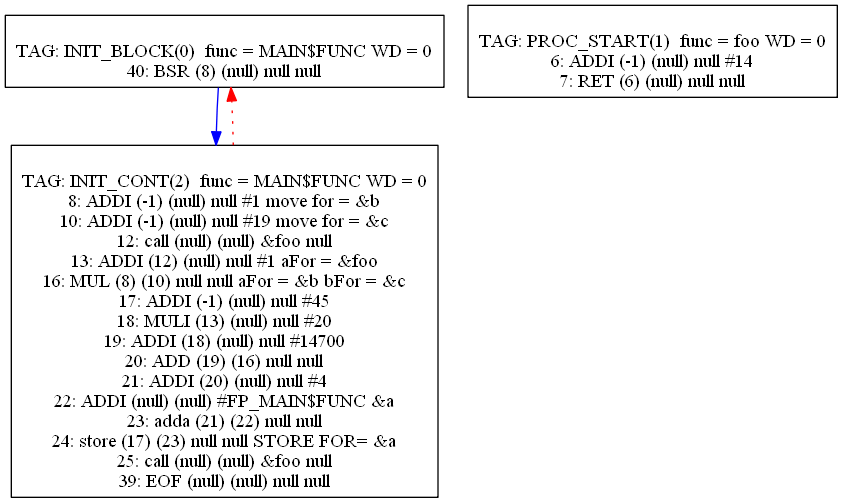 TAG: INIT_BLOCK(0)  func = MAIN$FUNC WD = 0
40: BSR (8) (null) null null
TAG: PROC_START(1)  func = foo WD = 0
6: ADDI (-1) (null) null #14
7: RET (6) (null) null null
TAG: INIT_CONT(2)  func = MAIN$FUNC WD = 0
8: ADDI (-1) (null) null #1 move for = &b
10: ADDI (-1) (null) null #19 move for = &c
12: call (null) (null) &foo null
13: ADDI (12) (null) null #1 aFor = &foo
16: MUL (8) (10) null null aFor = &b bFor = &c
17: ADDI (-1) (null) null #45
18: MULI (13) (null) null #20
19: ADDI (18) (null) null #14700
20: ADD (19) (16) null null
21: ADDI (20) (null) null #4
22: ADDI (null) (null) #FP_MAIN$FUNC &a
23: adda (21) (22) null null
24: store (17) (23) null null STORE FOR= &a
25: call (null) (null) &foo null
39: EOF (null) (null) null null